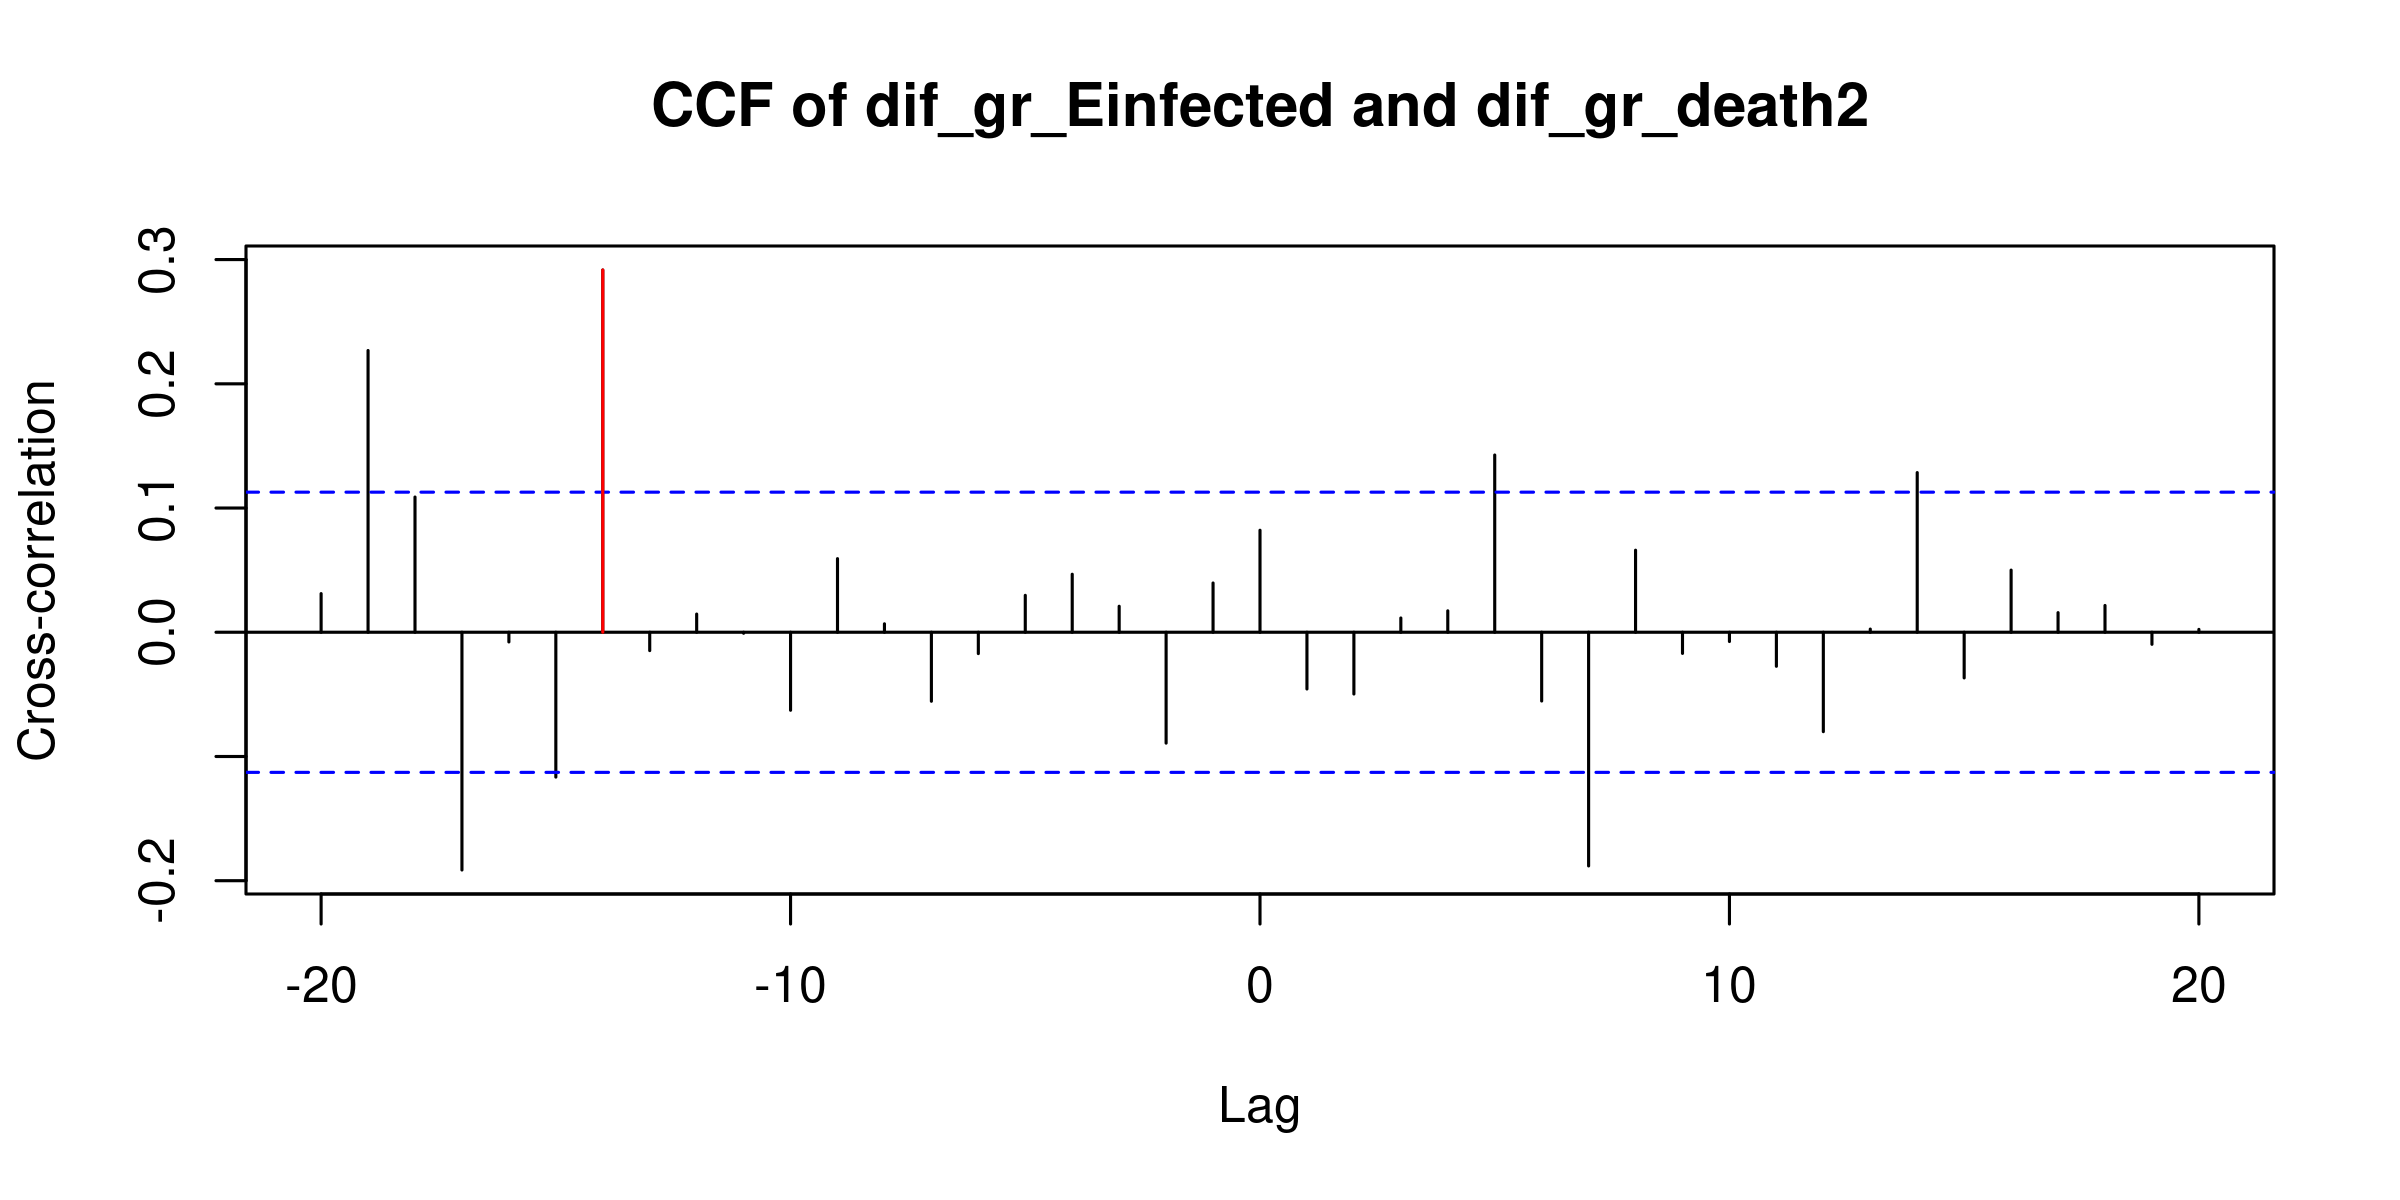 CCF of dif_gr_Einfected and dif_gr_death2
Cross-correlation
0.3
0.2
0.1
0.0
-0.2
-20 -10 0 10 20
Lag